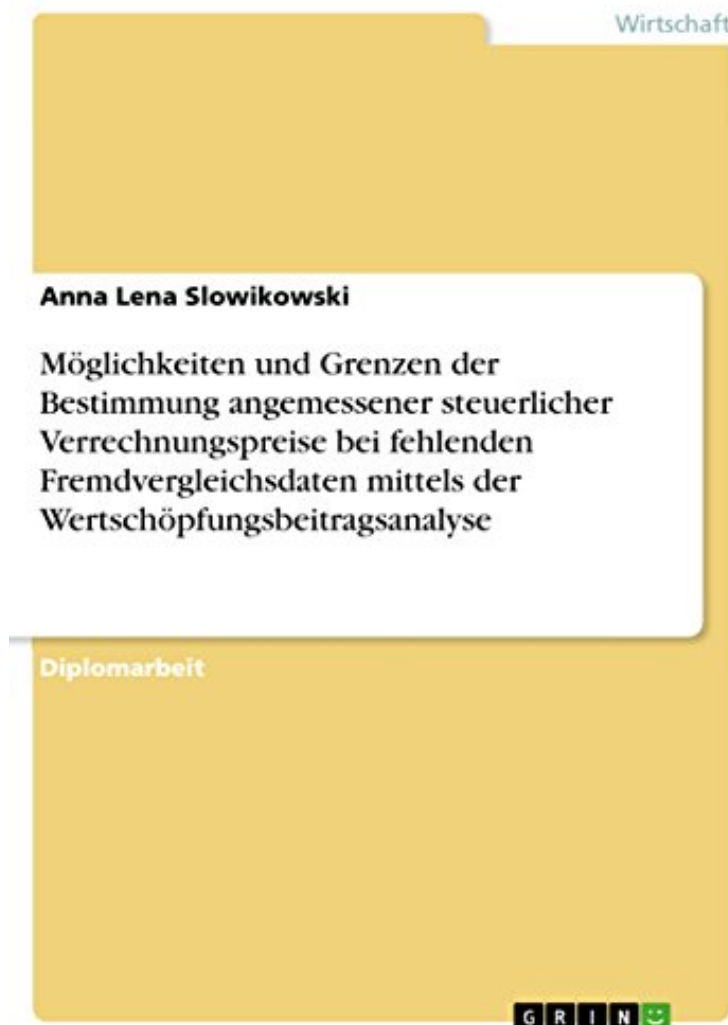 Wirtschaft
Anna Lena Slowikowski
Möglichkeiten und Grenzen der
Bestimmung angemessener steuerlicher
Verrechnungspreise bei fehlenden
Fremdvergleichsdaten mittels der
Wertschöpfungsbeitragsanalyse
Diplomarbeit
GRIN